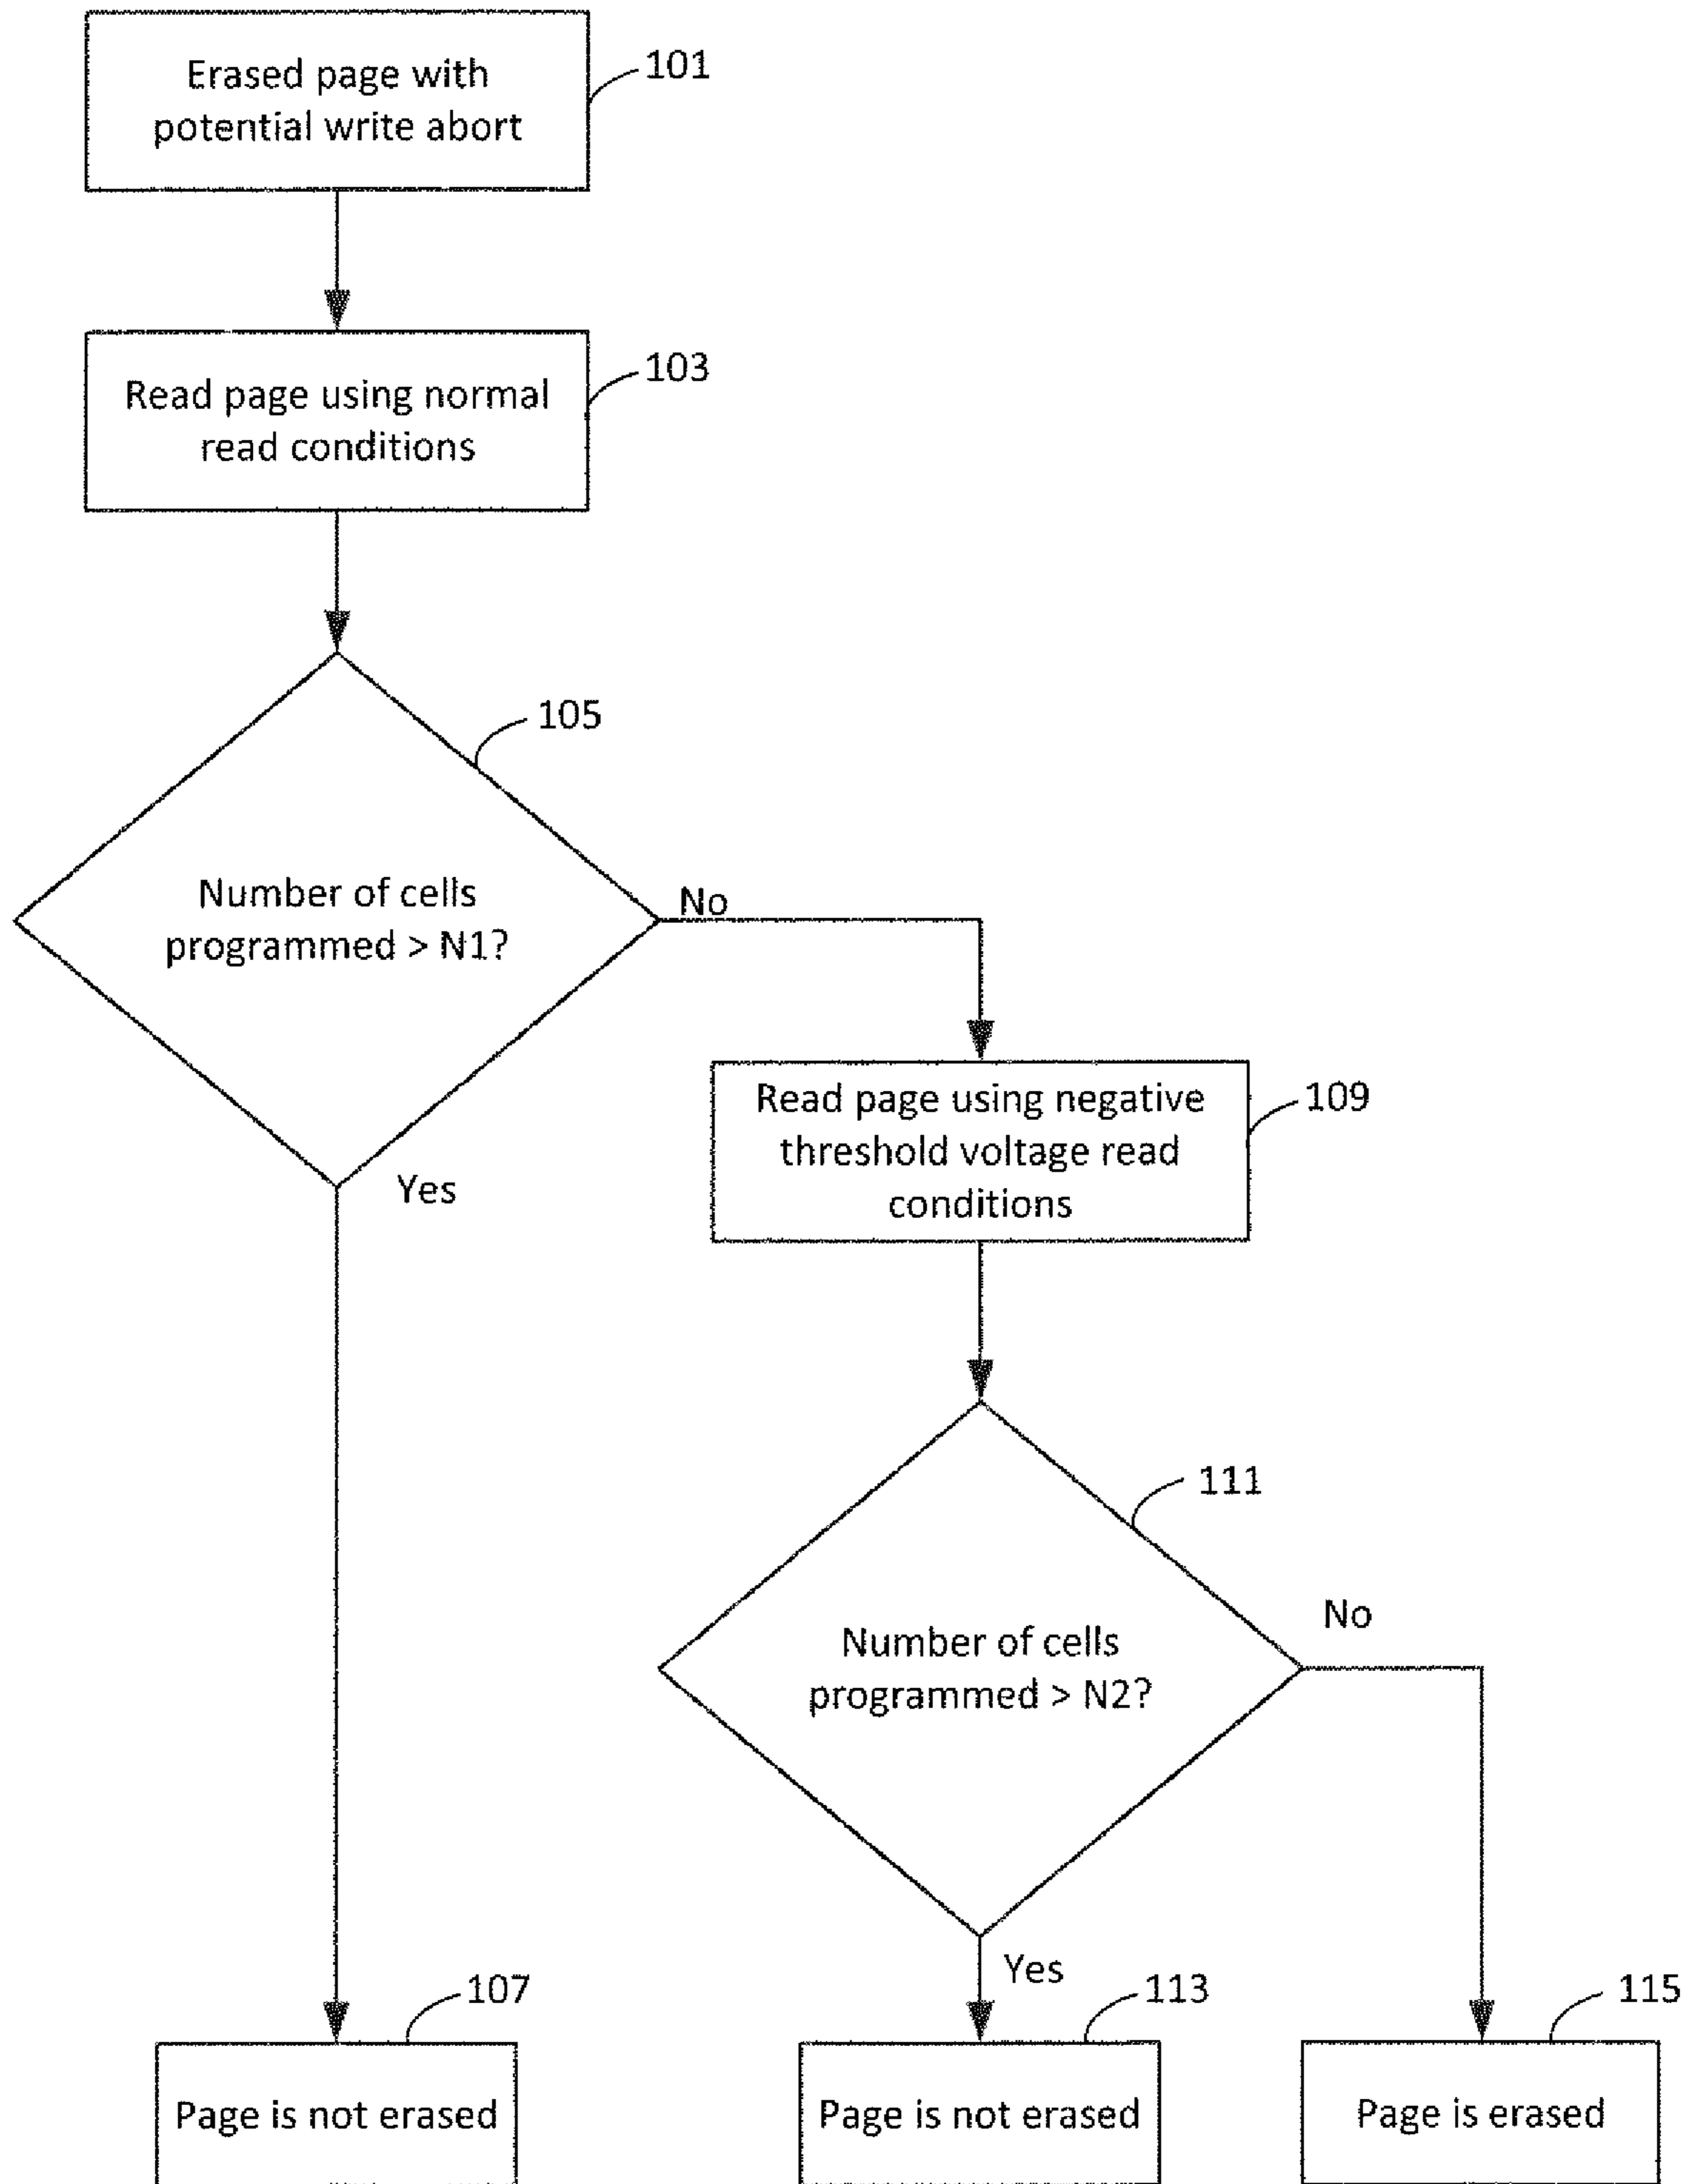 Erased page with
potential write abort
101
Read page using normal
read conditions
103
105
Number of cells
programmed > N1?
No
Yes
Read page using negative
threshold voltage read
conditions
109
111
Number of cells
programmed > N2?
No
Yes
107
Page is not erased
113
Page is not erased
115
Page is erased